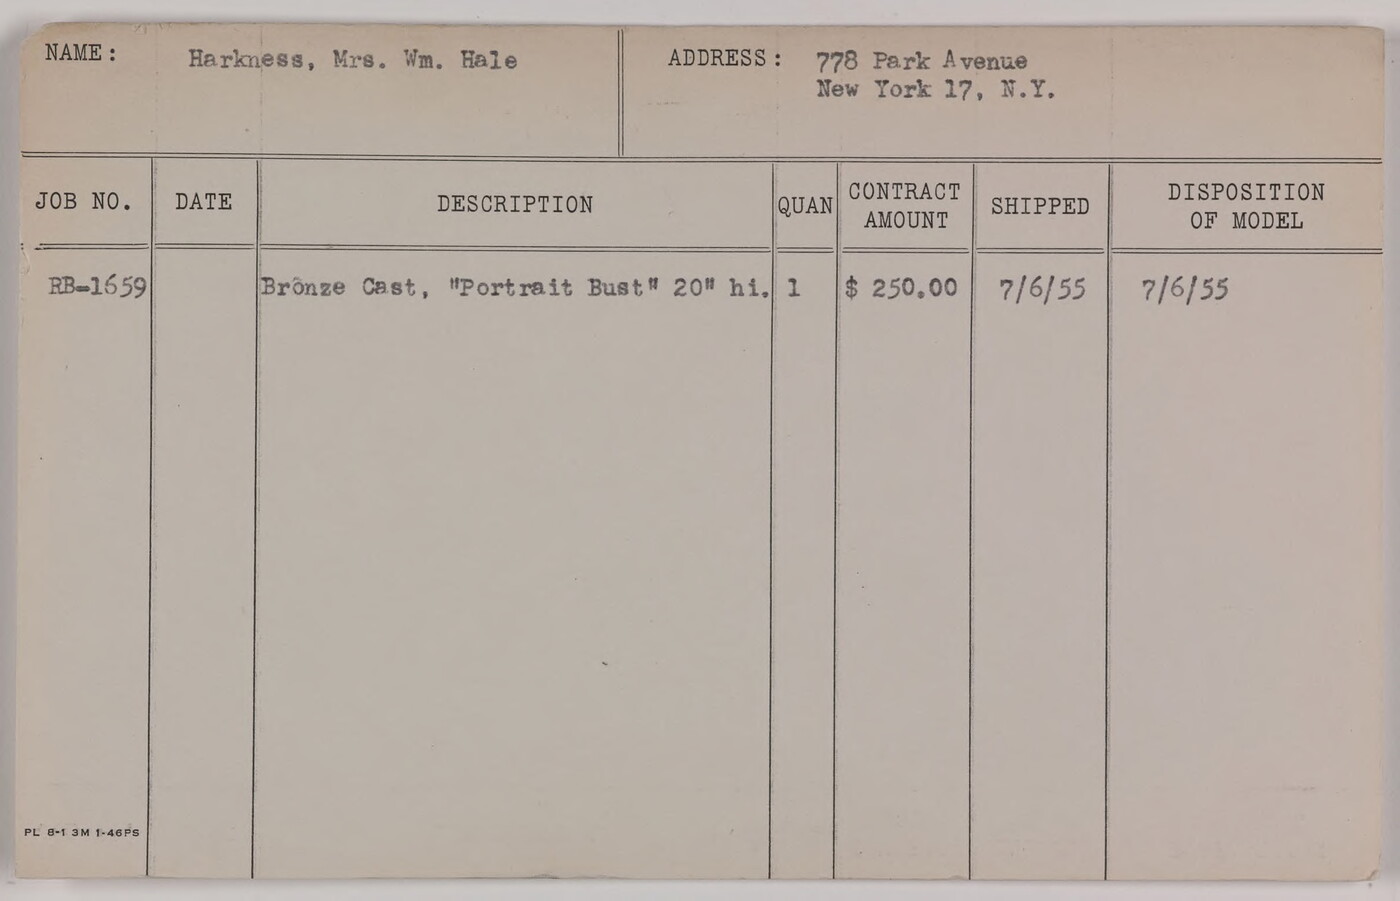 NAME: Harkness, Mrs. Wm. Hale
ADDRESS: 778 Park Avenue
New York 17, N.Y.
JOB NO. DATE DESCRIPTION QUAN CONTRACT AMOUNT SHIPPED DISPOSITION OF MODEL
RB-1659 Bronze Cast, "Portrait Bust" 20" hi. 1 $ 250.00 7/6/55 7/6/55
PL 8-1 3M 1-46PS